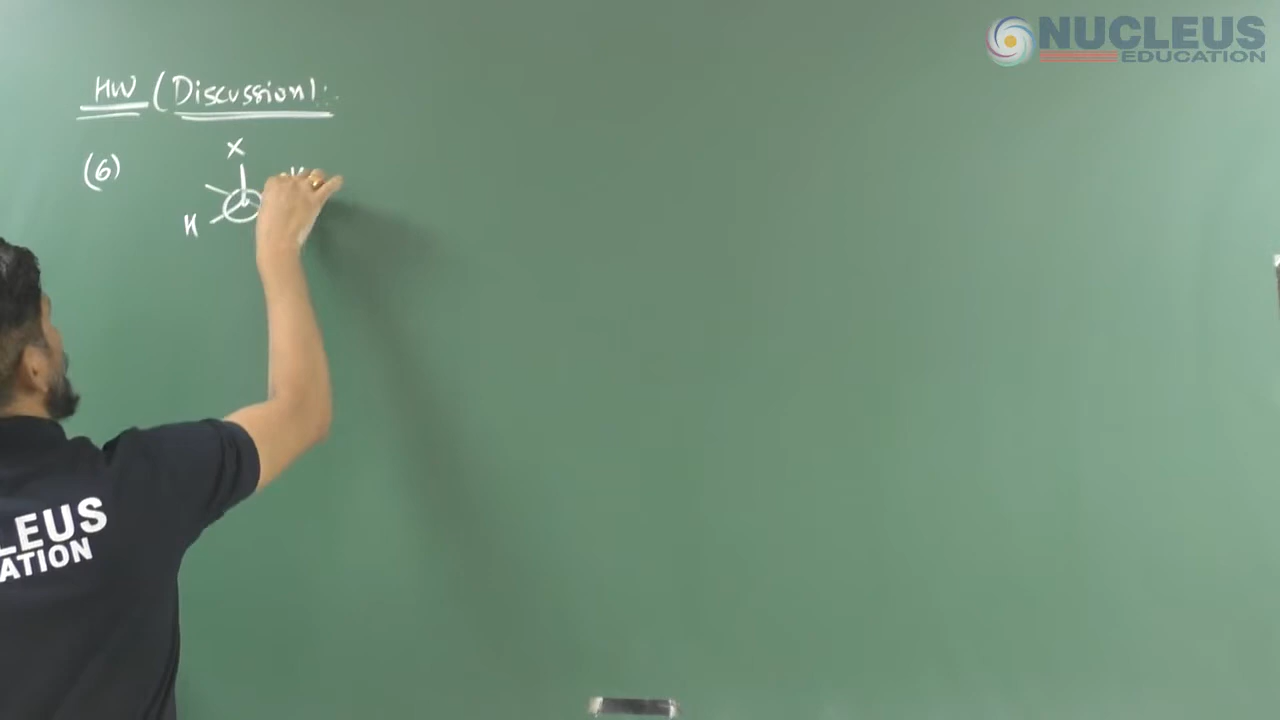 NUCLEUS
EDUCATION
HW (Discussion):-
(6)
X
H
LEUS
ATION